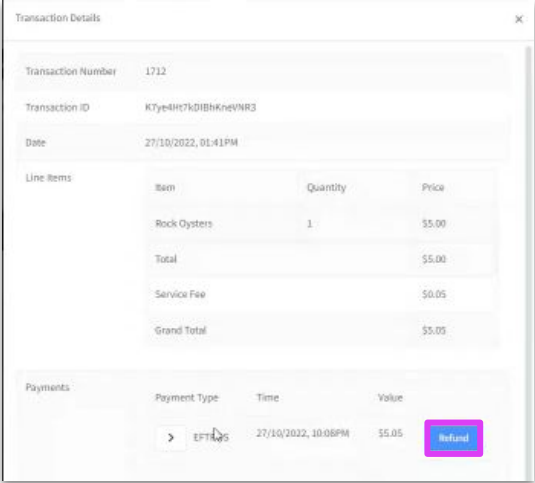 Transaction Details ×
Transaction Number 1712
Transaction ID
Date 27/10/2022, 01:41PM
Line Items
Item Quantity Price
Rock Oysters 1 $5.00
Total $5.00
Service Fee $0.05
Grand Total $5.05
Payments
Payment Type Time Value
27/10/2022, 10:08PM $5.05 Refund